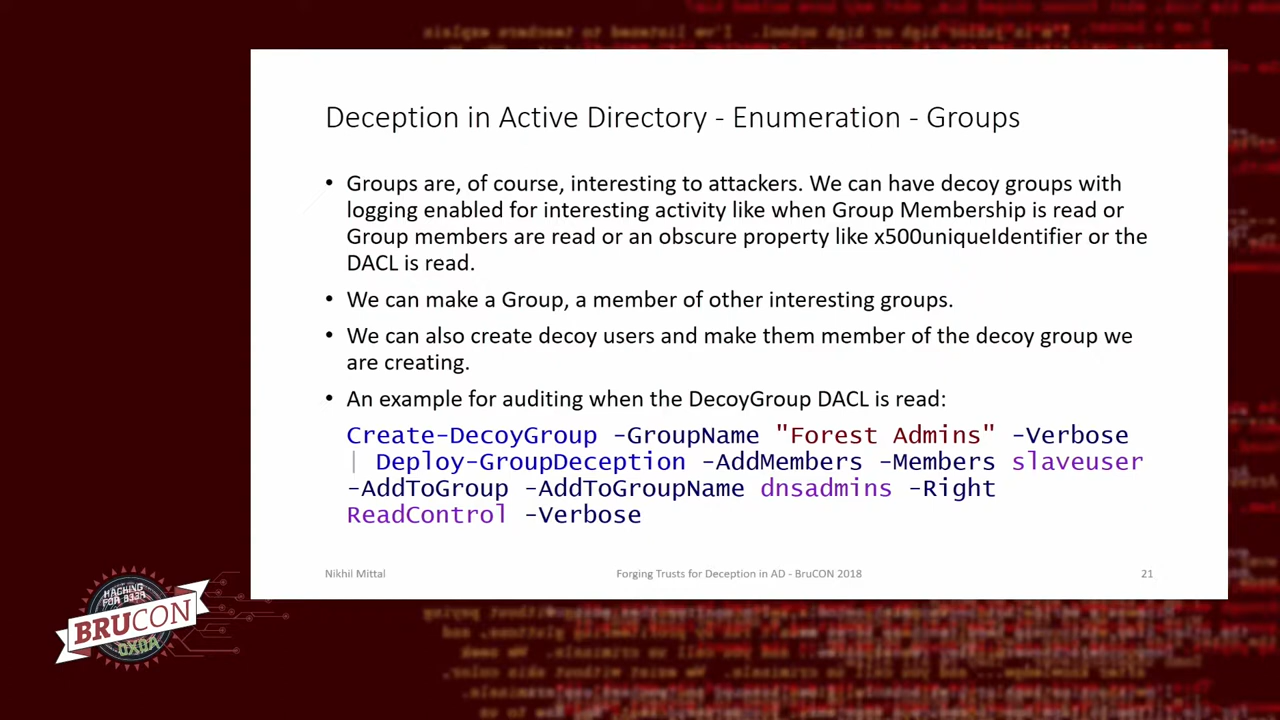 Deception in Active Directory - Enumeration - Groups
• Groups are, of course, interesting to attackers. We can have decoy groups with
logging enabled for interesting activity like when Group Membership is read or
Group members are read or an obscure property like x500uniqueIdentifier or the
DACL is read.
• We can make a Group, a member of other interesting groups.
• We can also create decoy users and make them member of the decoy group we
are creating.
• An example for auditing when the DecoyGroup DACL is read:
Create-DecoyGroup -GroupName "Forest Admins" -Verbose
| Deploy-GroupDeception -AddMembers -Members slaveuser
-AddToGroup -AddToGroupName dnsadmins -Right
ReadControl -Verbose
Nikhil Mittal
Forging Trusts for Deception in AD - BruCON 2018
21
HACKING
FOR B33R
BRUCON
0X0A